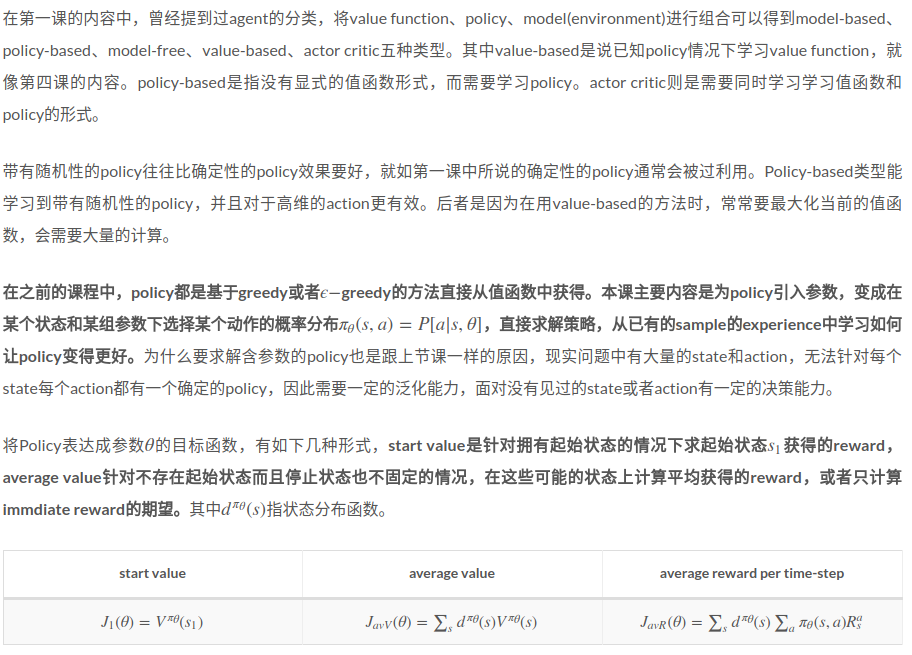 在第一课的内容中，曾经提到过agent的分类，将value function、policy、model(environment)进行组合可以得到model-based、
policy-based、model-free、value-based、actor critic五种类型。其中value-based是说已知policy情况下学习value function，就
像第四课的内容。policy-based是指没有显式的值函数形式，而需要学习policy。actor critic则是需要同时学习学习值函数和
policy的形式。
带有随机性的policy往往比确定性的policy效果要好，就如第一课中所说的确定性的policy通常会被过利用。Policy-based类型能
学习到带有随机性的policy，并且对于高维的action更有效。后者是因为在用value-based的方法时，常常要最大化当前的值函
数，会需要大量的计算。
在之前的课程中，policy都是基于greedy或者ϵ−greedy的方法直接从值函数中获得。本课主要内容是为policy引入参数，变成在
某个状态和某组参数下选择某个动作的概率分布π_θ(s, a) = P[a|s, θ]，直接求解策略，从已有的sample的experience中学习如何
让policy变得更好。为什么要求解含参数的policy也是跟上节课一样的原因，现实问题中有大量的state和action，无法针对每个
state每个action都有一个确定的policy，因此需要一定的泛化能力，面对没有见过的state或者action有一定的决策能力。
将Policy表达成参数θ的目标函数，有如下几种形式，start value是针对拥有起始状态的情况下求起始状态s_1获得的reward，
average value针对不存在起始状态而且停止状态也不固定的情况，在这些可能的状态上计算平均获得的reward，或者只计算
immdiate reward的期望。其中d^{π_θ}(s)指状态分布函数。
start value average value average reward per time-step
J_1(θ) = V^{π_θ}(s_1) J_{avV}(θ) = ∑_s d^{π_θ}(s)V^{π_θ}(s) J_{avR}(θ) = ∑_s d^{π_θ}(s) ∑_a π_θ(s, a)R_s^a